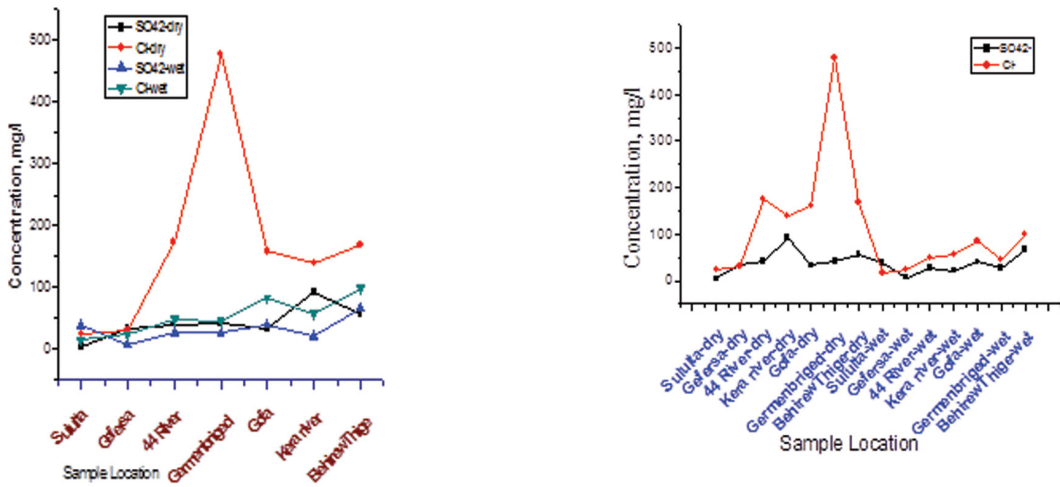 SO42-dry
Cl-dry
SO42-wet
Cl-wet
500
400
300
200
100
0
Concentration,mg/l
Sululta
Gefersa
44 River
Germenbriged
Gofa
Kera river
BehirewThige
Sample Location
SO42-
Cl-
500
400
300
200
100
0
Concentration, mg/l
Sululta-dry
Gefersa-dry
44 River-dry
Kera river-dry
Gofa-dry
Germenbriged-dry
BehirewThige-dry
Sululta-wet
Gefersa-wet
44 River-wet
Kera river-wet
Gofa-wet
Germenbriged-wet
BehirewThige-wet
Sample Location